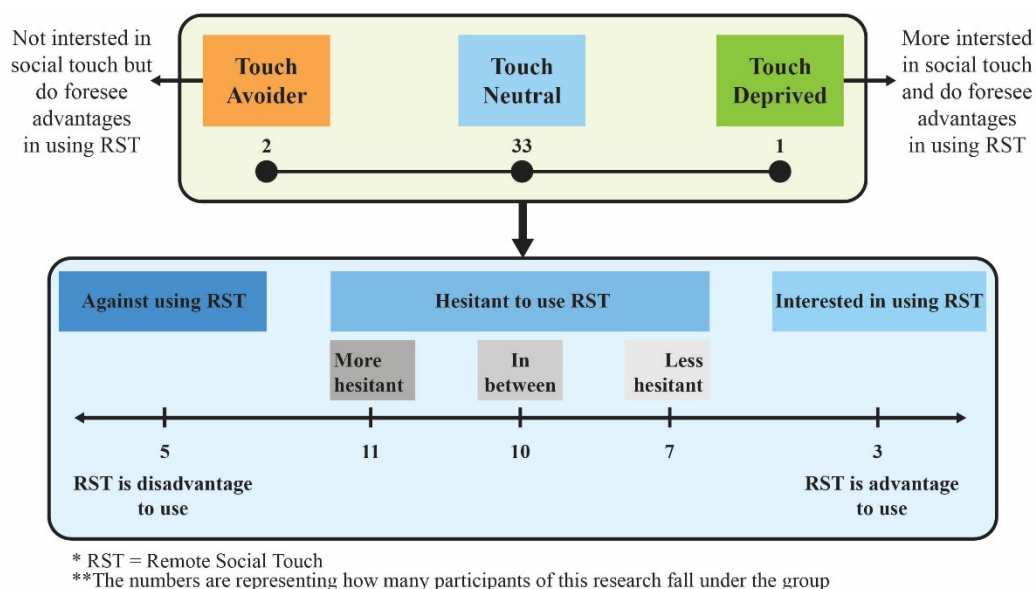 Not intersted in
social touch but
do foresee
advantages
in using RST
Touch
Avoider
Touch
Neutral
Touch
Deprived
More intersted
in social touch
and do foresee
advantages
in using RST
2
33
1
Against using RST
Hesitant to use RST
Interested in using RST
More
hesitant
In
between
Less
hesitant
5
11
10
7
3
RST is disadvantage
to use
RST is advantage
to use
* RST = Remote Social Touch
**The numbers are representing how many participants of this research fall under the group